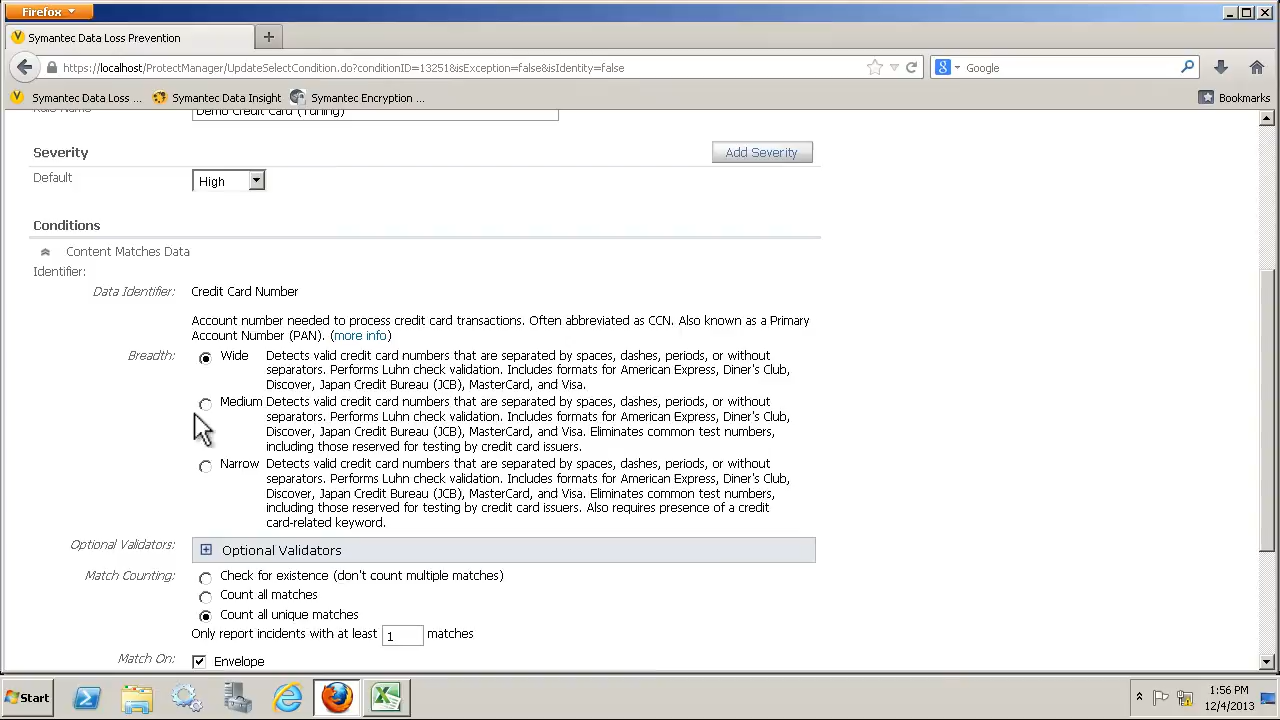 Firefox
Symantec Data Loss Prevention
https://localhost/ProtectManager/UpdateSelectCondition.do?conditionID=13251&isException=false&isIdentity=false
Google
Symantec Data Loss ...
Symantec Data Insight
Symantec Encryption ...
Bookmarks
Rule Name
Demo Credit Card (Tuning)
Severity
Add Severity
Default
High
Conditions
Content Matches Data
Identifier:
Data Identifier: Credit Card Number
Account number needed to process credit card transactions. Often abbreviated as CCN. Also known as a Primary
Account Number (PAN). (more info)
Breadth: Wide Detects valid credit card numbers that are separated by spaces, dashes, periods, or without
separators. Performs Luhn check validation. Includes formats for American Express, Diner's Club,
Discover, Japan Credit Bureau (JCB), MasterCard, and Visa.
Medium Detects valid credit card numbers that are separated by spaces, dashes, periods, or without
separators. Performs Luhn check validation. Includes formats for American Express, Diner's Club,
Discover, Japan Credit Bureau (JCB), MasterCard, and Visa. Eliminates common test numbers,
including those reserved for testing by credit card issuers.
Narrow Detects valid credit card numbers that are separated by spaces, dashes, periods, or without
separators. Performs Luhn check validation. Includes formats for American Express, Diner's Club,
Discover, Japan Credit Bureau (JCB), MasterCard, and Visa. Eliminates common test numbers,
including those reserved for testing by credit card issuers. Also requires presence of a credit
card-related keyword.
Optional Validators: Optional Validators
Match Counting: Check for existence (don't count multiple matches)
Count all matches
Count all unique matches
Only report incidents with at least 1 matches
Match On: Envelope
Start
1:56 PM
12/4/2013